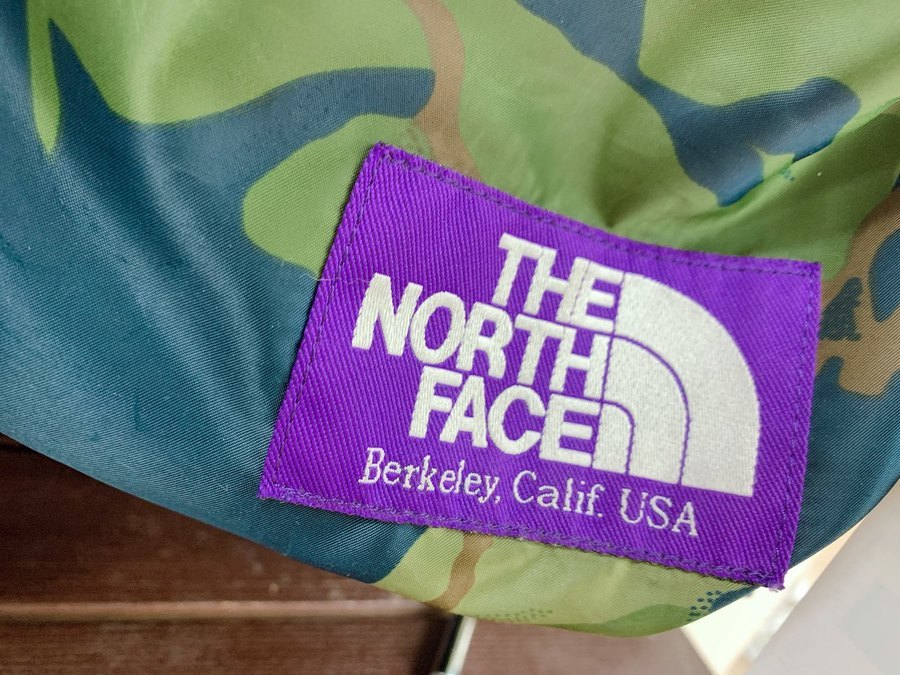 THE
NORTH
FACE
Berkeley, Calif. USA